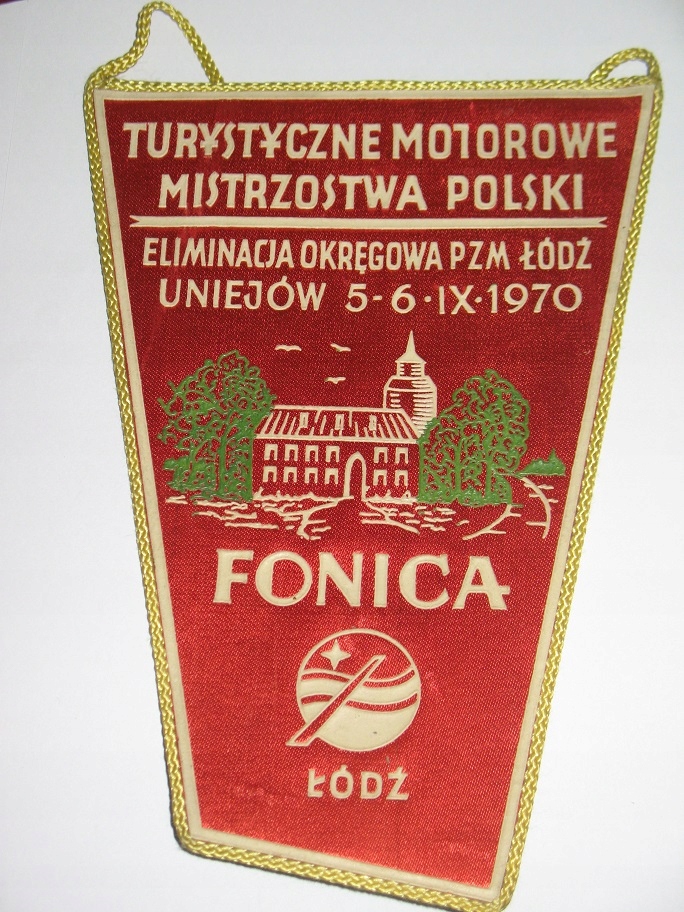 TURYSTYCZNE MOTOROWE
MISTRZOSTWA POLSKI
ELIMINACJA OKRĘGOWA PZM ŁÓDŹ
UNIEJÓW 5-6·IX·1970
FONICA
ŁÓDŹ